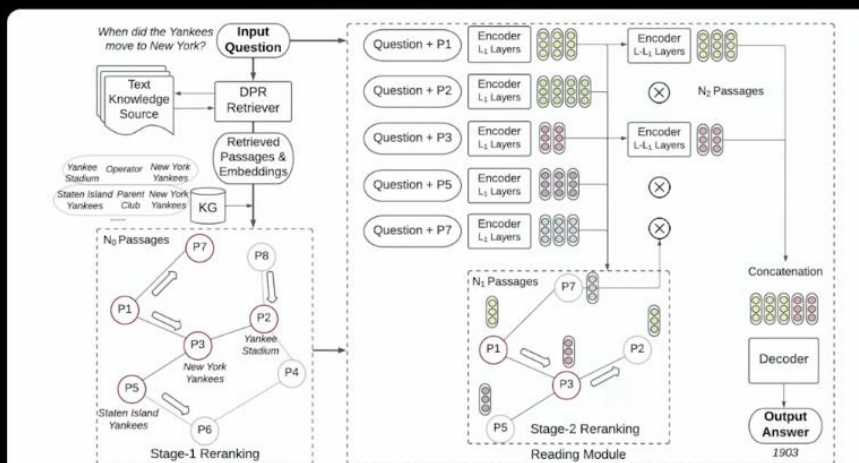 When did the Yankees
move to New York?
Input
Question
Text
Knowledge
Source
DPR
Retriever
Retrieved
Passages &
Embeddings
Yankee
Stadium
Operator
New York
Yankees
Staten Island
Yankees
Parent
Club
New York
Yankees
......
KG
N₀ Passages
P7
P8
P1
P2
Yankee
Stadium
P3
New York
Yankees
P4
P5
Staten Island
Yankees
P6
Stage-1 Reranking
Question + P1
Encoder
L₁ Layers
Encoder
L-L₁ Layers
Question + P2
Encoder
L₁ Layers
N₂ Passages
Question + P3
Encoder
L₁ Layers
Encoder
L-L₁ Layers
Question + P5
Encoder
L₁ Layers
Question + P7
Encoder
L₁ Layers
N₁ Passages
P7
P1
P2
P3
P5
Stage-2 Reranking
Reading Module
Concatenation
Decoder
Output
Answer
1903